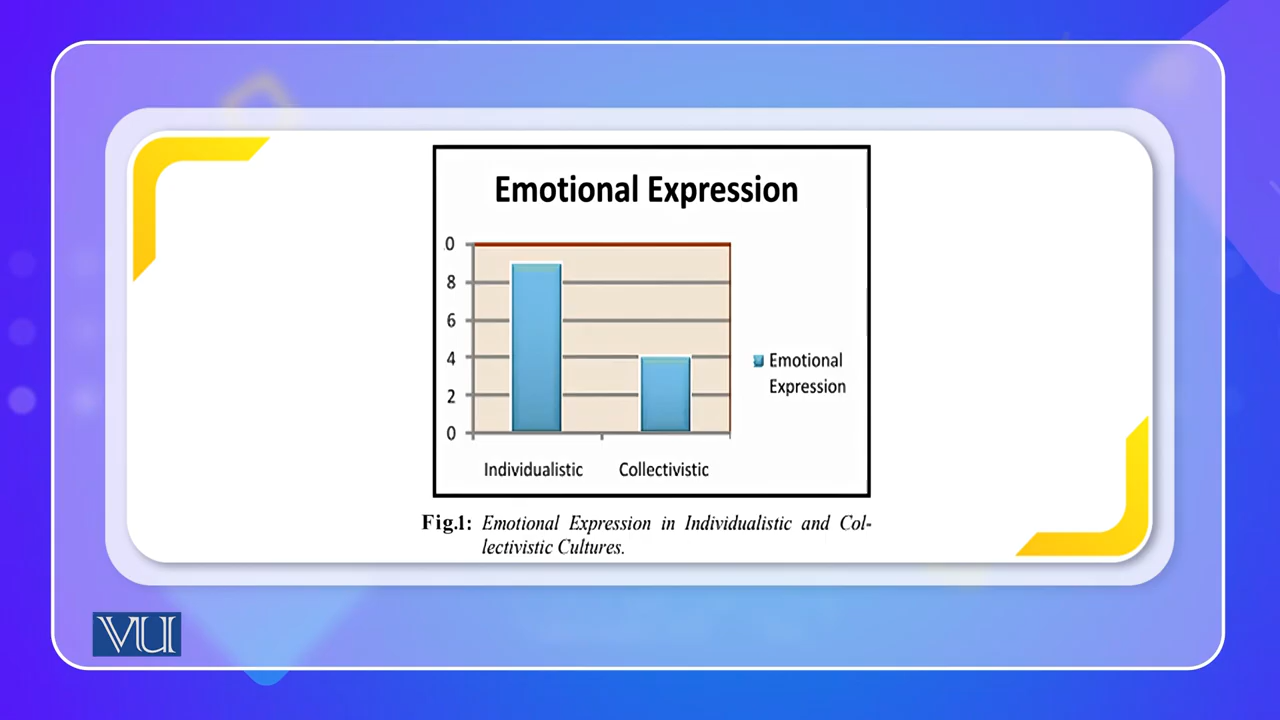 Emotional Expression
0
8
6
4
2
0
Individualistic
Collectivistic
Emotional
Expression
Fig.1: Emotional Expression in Individualistic and Col-
lectivistic Cultures.
VU